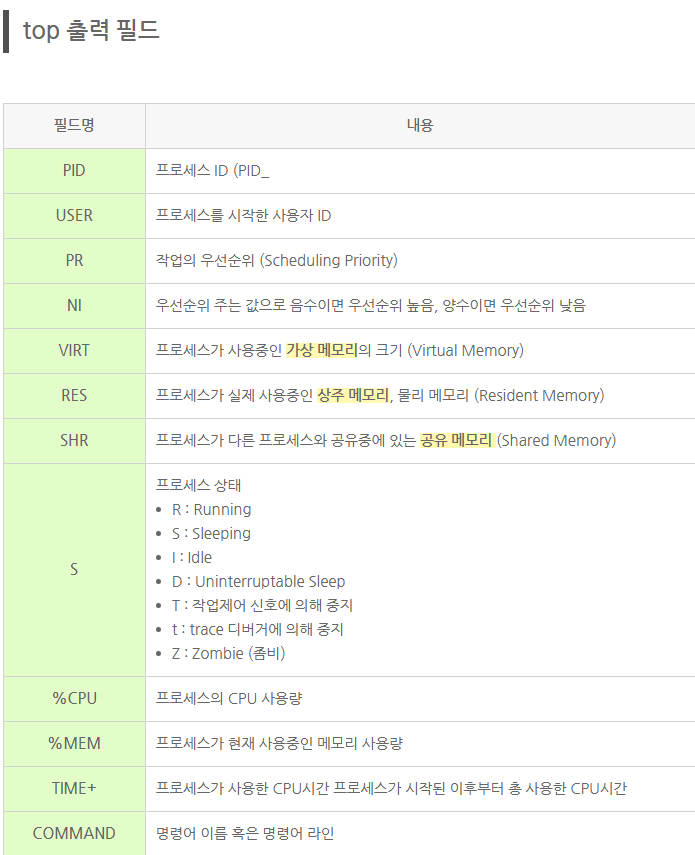 top 출력 필드
필드명 내용
PID 프로세스 ID (PID_
USER 프로세스를 시작한 사용자 ID
PR 작업의 우선순위 (Scheduling Priority)
NI 우선순위 주는 값으로 음수이면 우선순위 높음, 양수이면 우선순위 낮음
VIRT 프로세스가 사용중인 가상 메모리의 크기 (Virtual Memory)
RES 프로세스가 실제 사용중인 상주 메모리, 물리 메모리 (Resident Memory)
SHR 프로세스가 다른 프로세스와 공유중에 있는 공유 메모리 (Shared Memory)
S 프로세스 상태
• R : Running
• S : Sleeping
• I : Idle
• D : Uninterruptable Sleep
• T : 작업제어 신호에 의해 중지
• t : trace 디버거에 의해 중지
• Z : Zombie (좀비)
%CPU 프로세스의 CPU 사용량
%MEM 프로세스가 현재 사용중인 메모리 사용량
TIME+ 프로세스가 사용한 CPU시간 프로세스가 시작된 이후부터 총 사용한 CPU시간
COMMAND 명령어 이름 혹은 명령어 라인